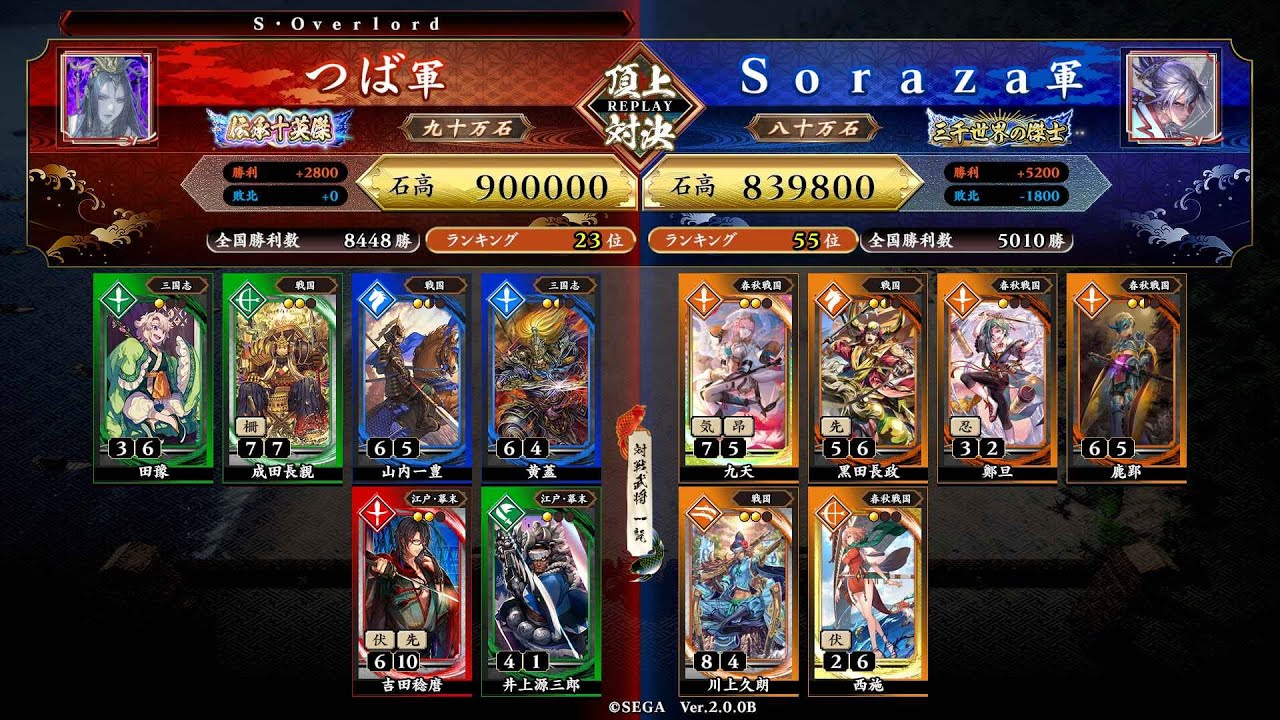 S・Overlord
つば軍
頂上
REPLAY
対決
Soraza軍
伝承十英傑
九十万石
八十万石
三千世界の傑士
勝利 +2800
敗北 +0
石高 900000
石高 839800
勝利 +5200
敗北 -1800
全国勝利数 8448勝
ランキング 23位
ランキング 55位
全国勝利数 5010勝
三国志
戦国
戦国
三国志
春秋戦国
戦国
春秋戦国
春秋戦国
柵
気 昂
先
忍
3 6
7 7
6 5
6 4
7 5
5 6
3 2
6 5
田豫
成田長親
山内一豊
黄蓋
九天
黒田長政
鄭旦
鹿郢
対戦武将一覧
江戸・幕末
江戸・幕末
戦国
春秋戦国
伏 先
伏
6 10
4 1
8 4
2 6
吉田稔麿
井上源三郎
川上久朗
西施
©SEGA Ver.2.0.0B